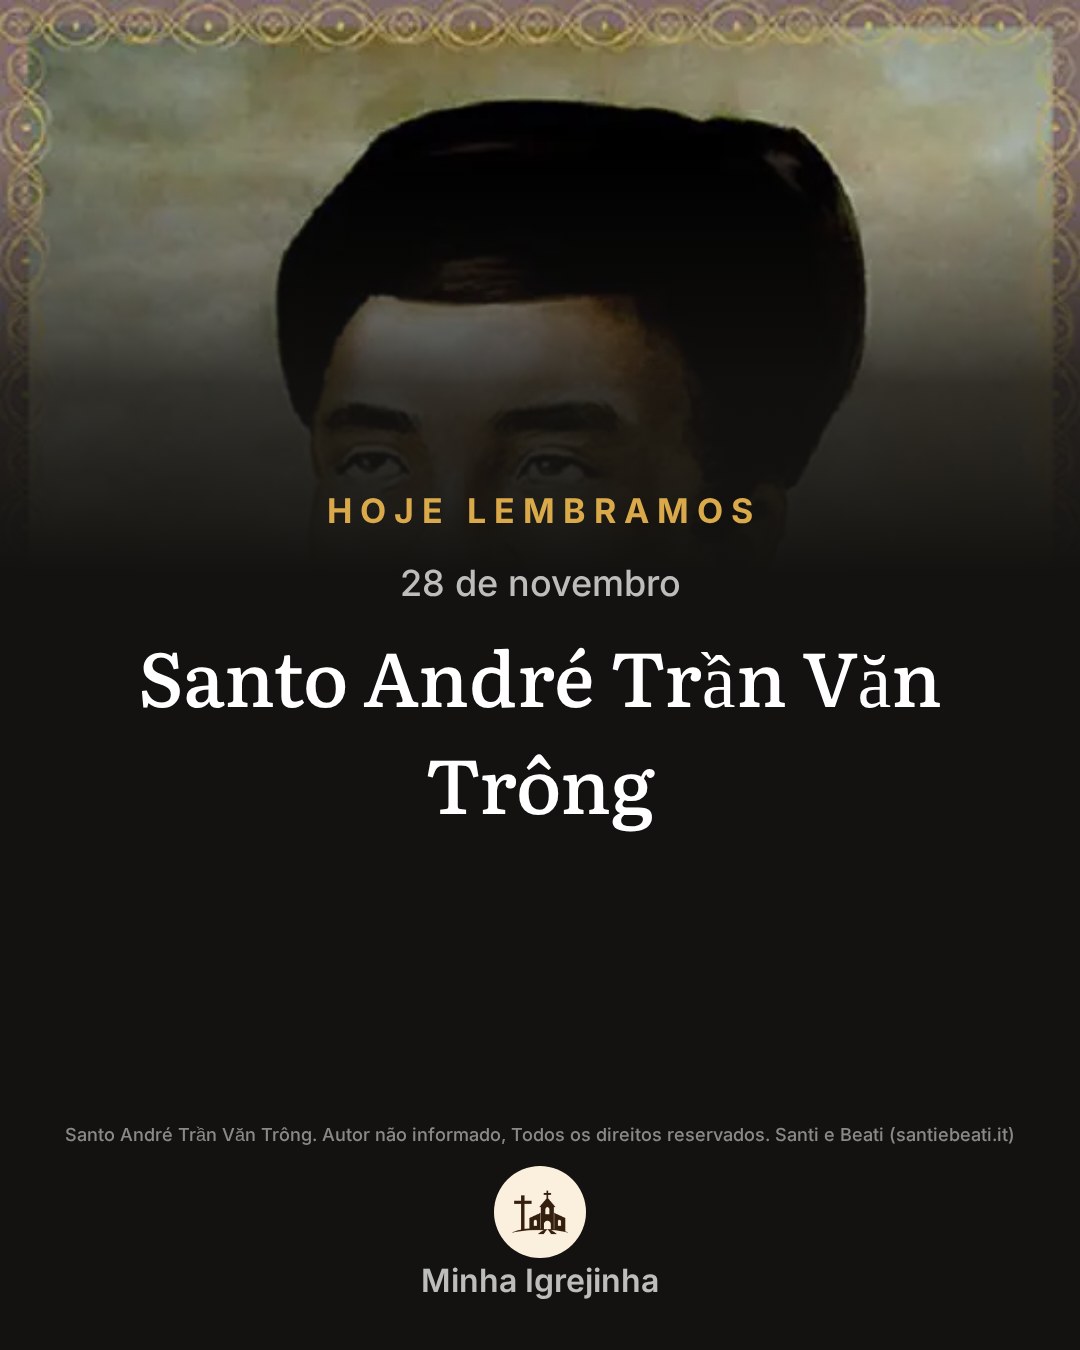 HOJE LEMBRAMOS
28 de novembro
Santo André Trần Văn
Trông
Santo André Trần Văn Trông. Autor não informado, Todos os direitos reservados. Santi e Beati (santiebeati.it)
Minha Igrejinha